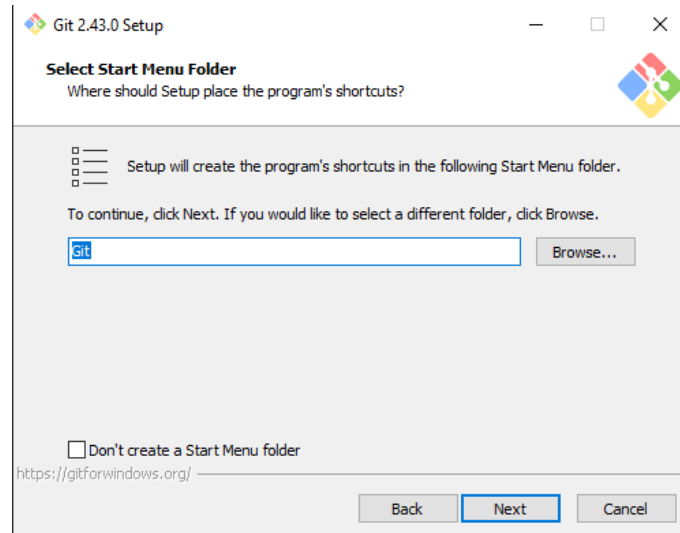 Git 2.43.0 Setup
Select Start Menu Folder
Where should Setup place the program's shortcuts?
Setup will create the program's shortcuts in the following Start Menu folder.
To continue, click Next. If you would like to select a different folder, click Browse.
Git
Browse...
Don't create a Start Menu folder
https://gitforwindows.org/
Back
Next
Cancel